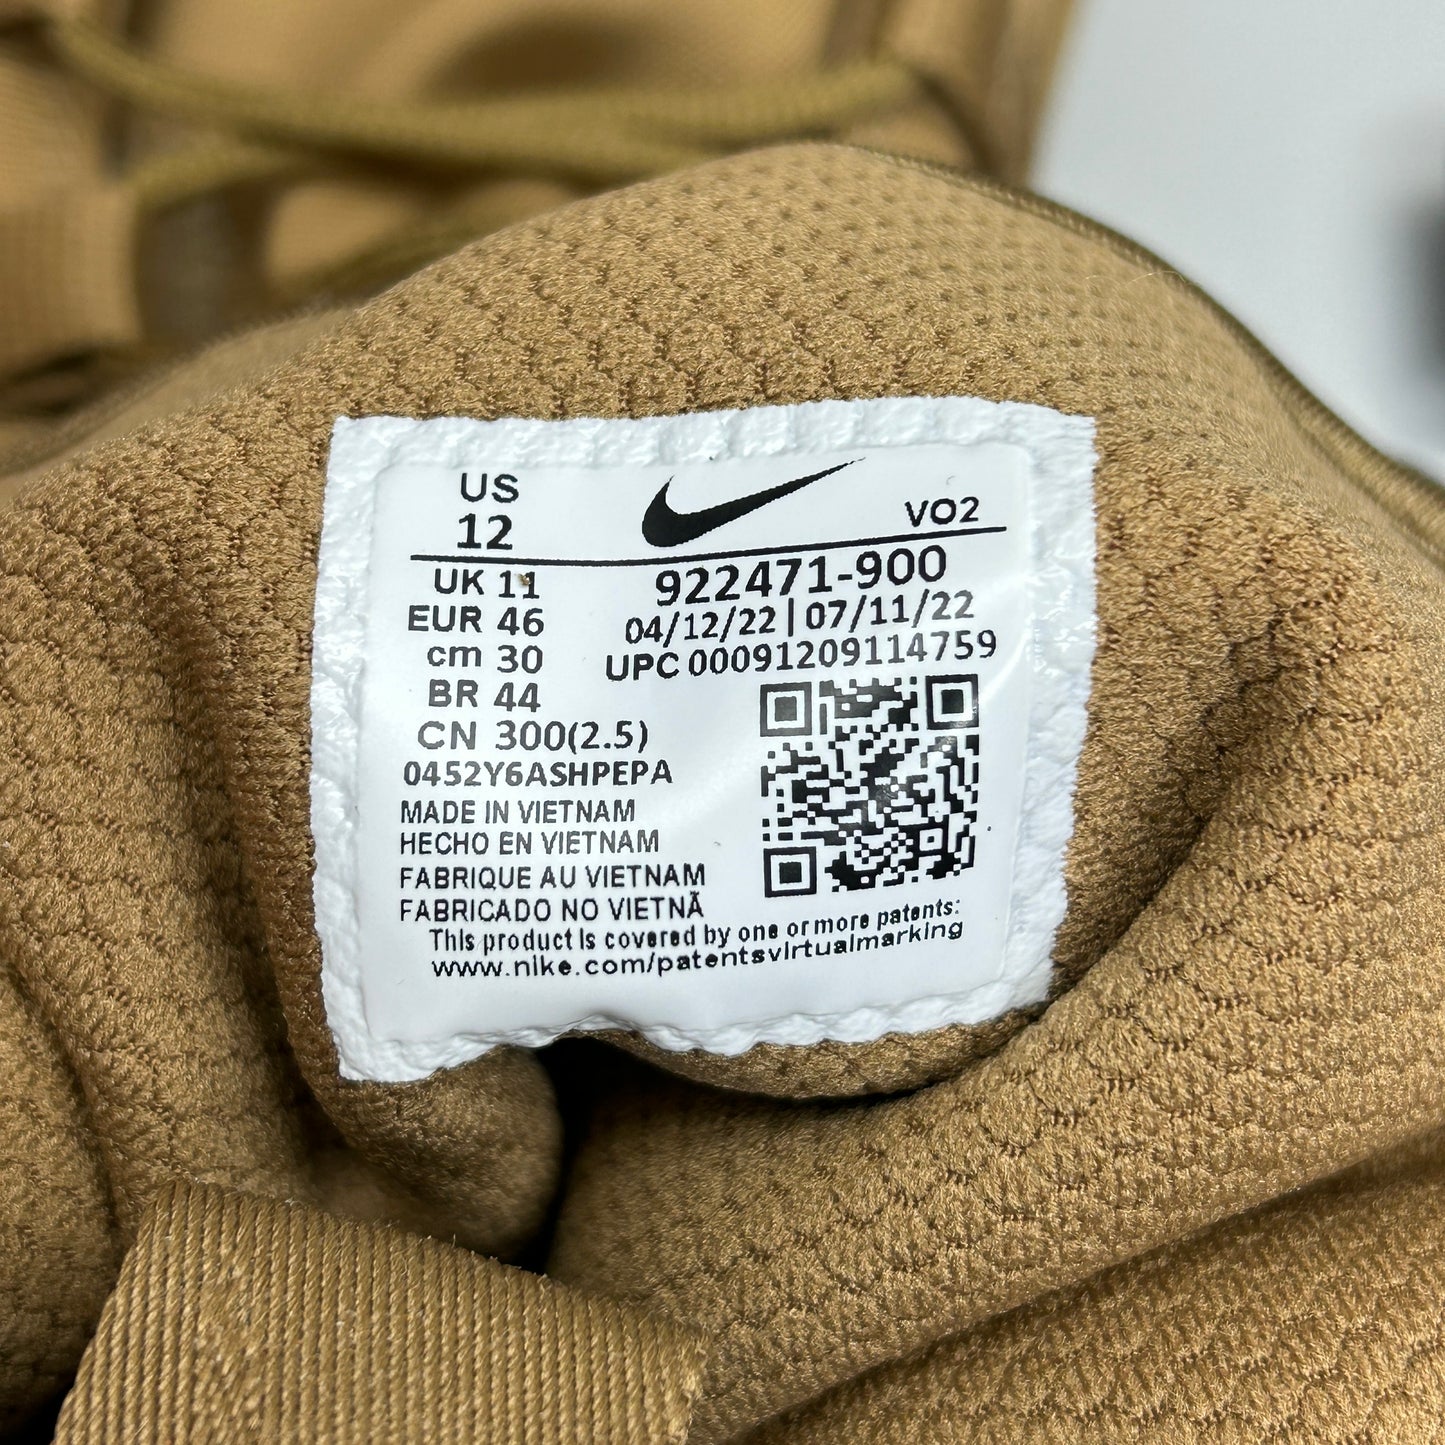 US
12
VO2
UK 11
922471-900
EUR 46
04/12/22 | 07/11/22
cm 30
UPC 00091209114759
BR 44
CN 300(2.5)
0452Y6ASHPEPA
MADE IN VIETNAM
HECHO EN VIETNAM
FABRIQUE AU VIETNAM
FABRICADO NO VIETNÃ
This product is covered by one or more patents:
www.nike.com/patentsvirtualmarking